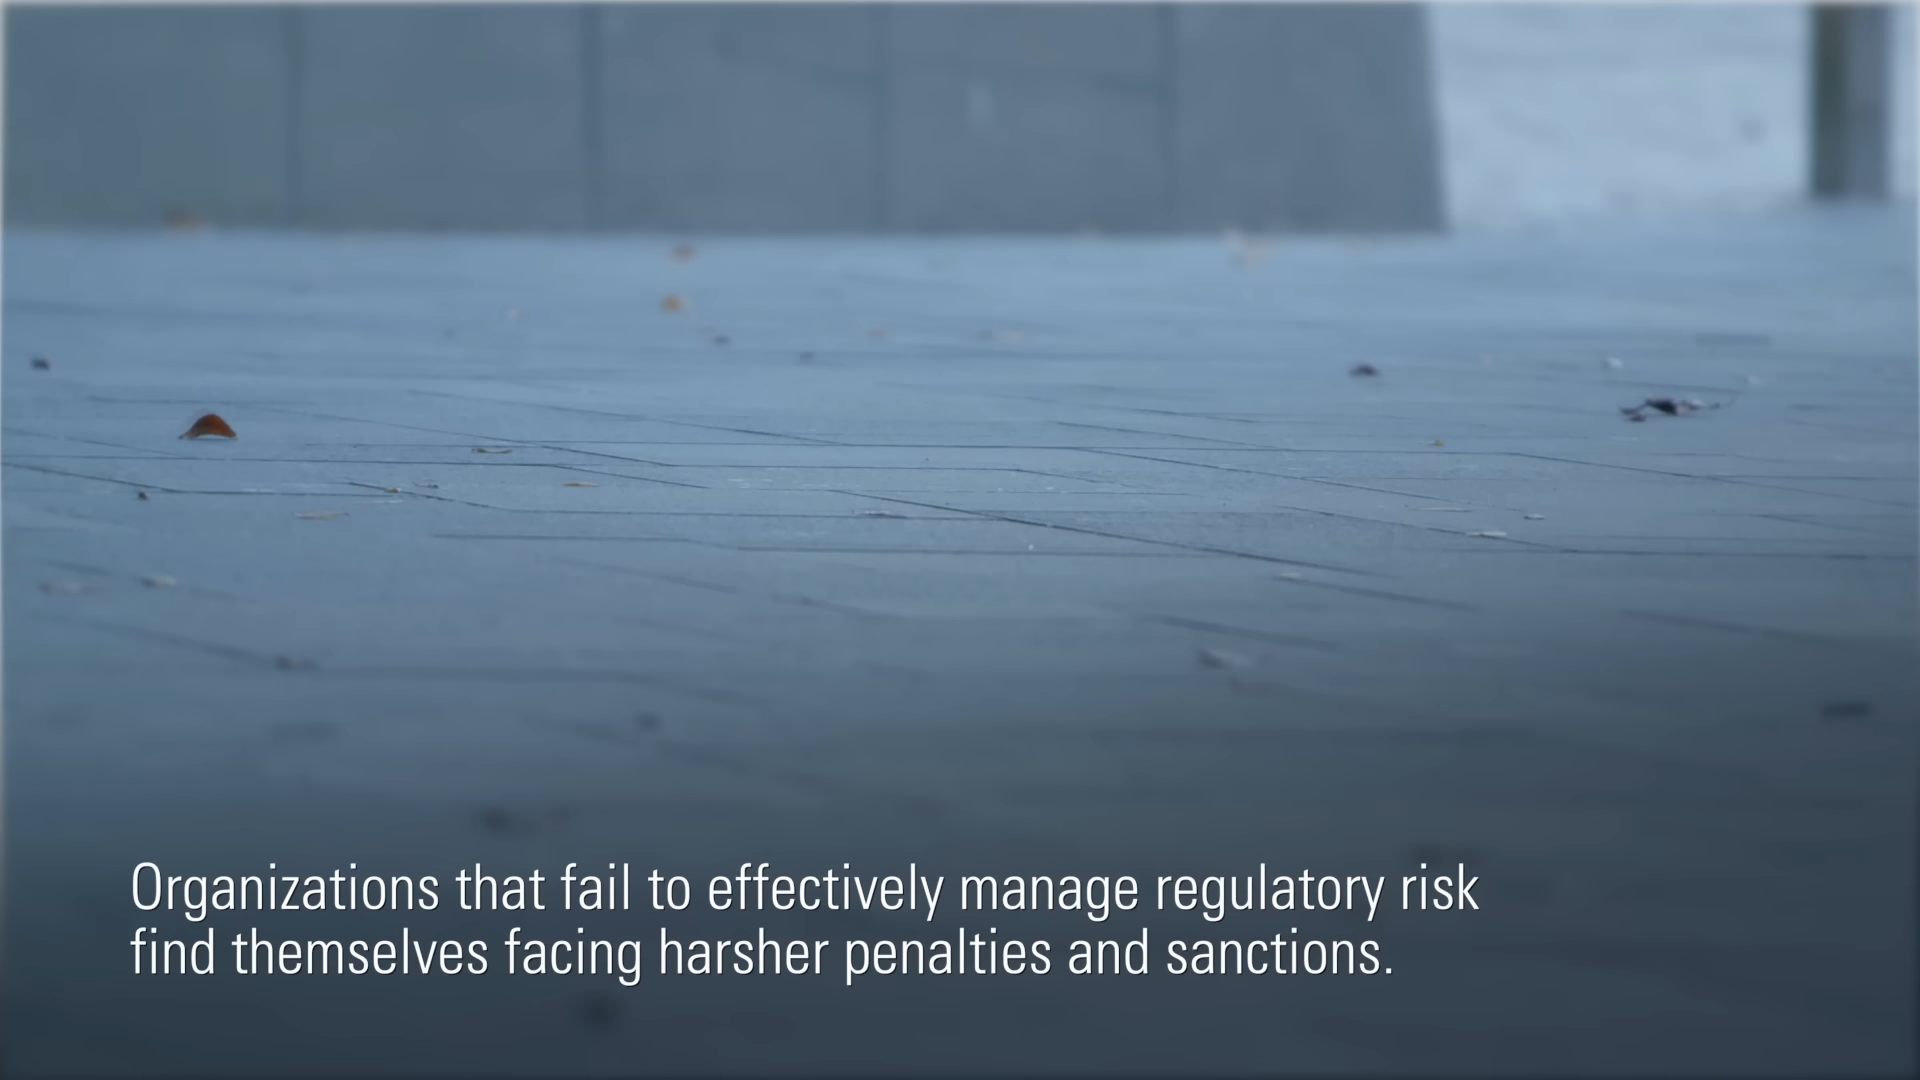 Organizations that fail to effectively manage regulatory risk
find themselves facing harsher penalties and sanctions.